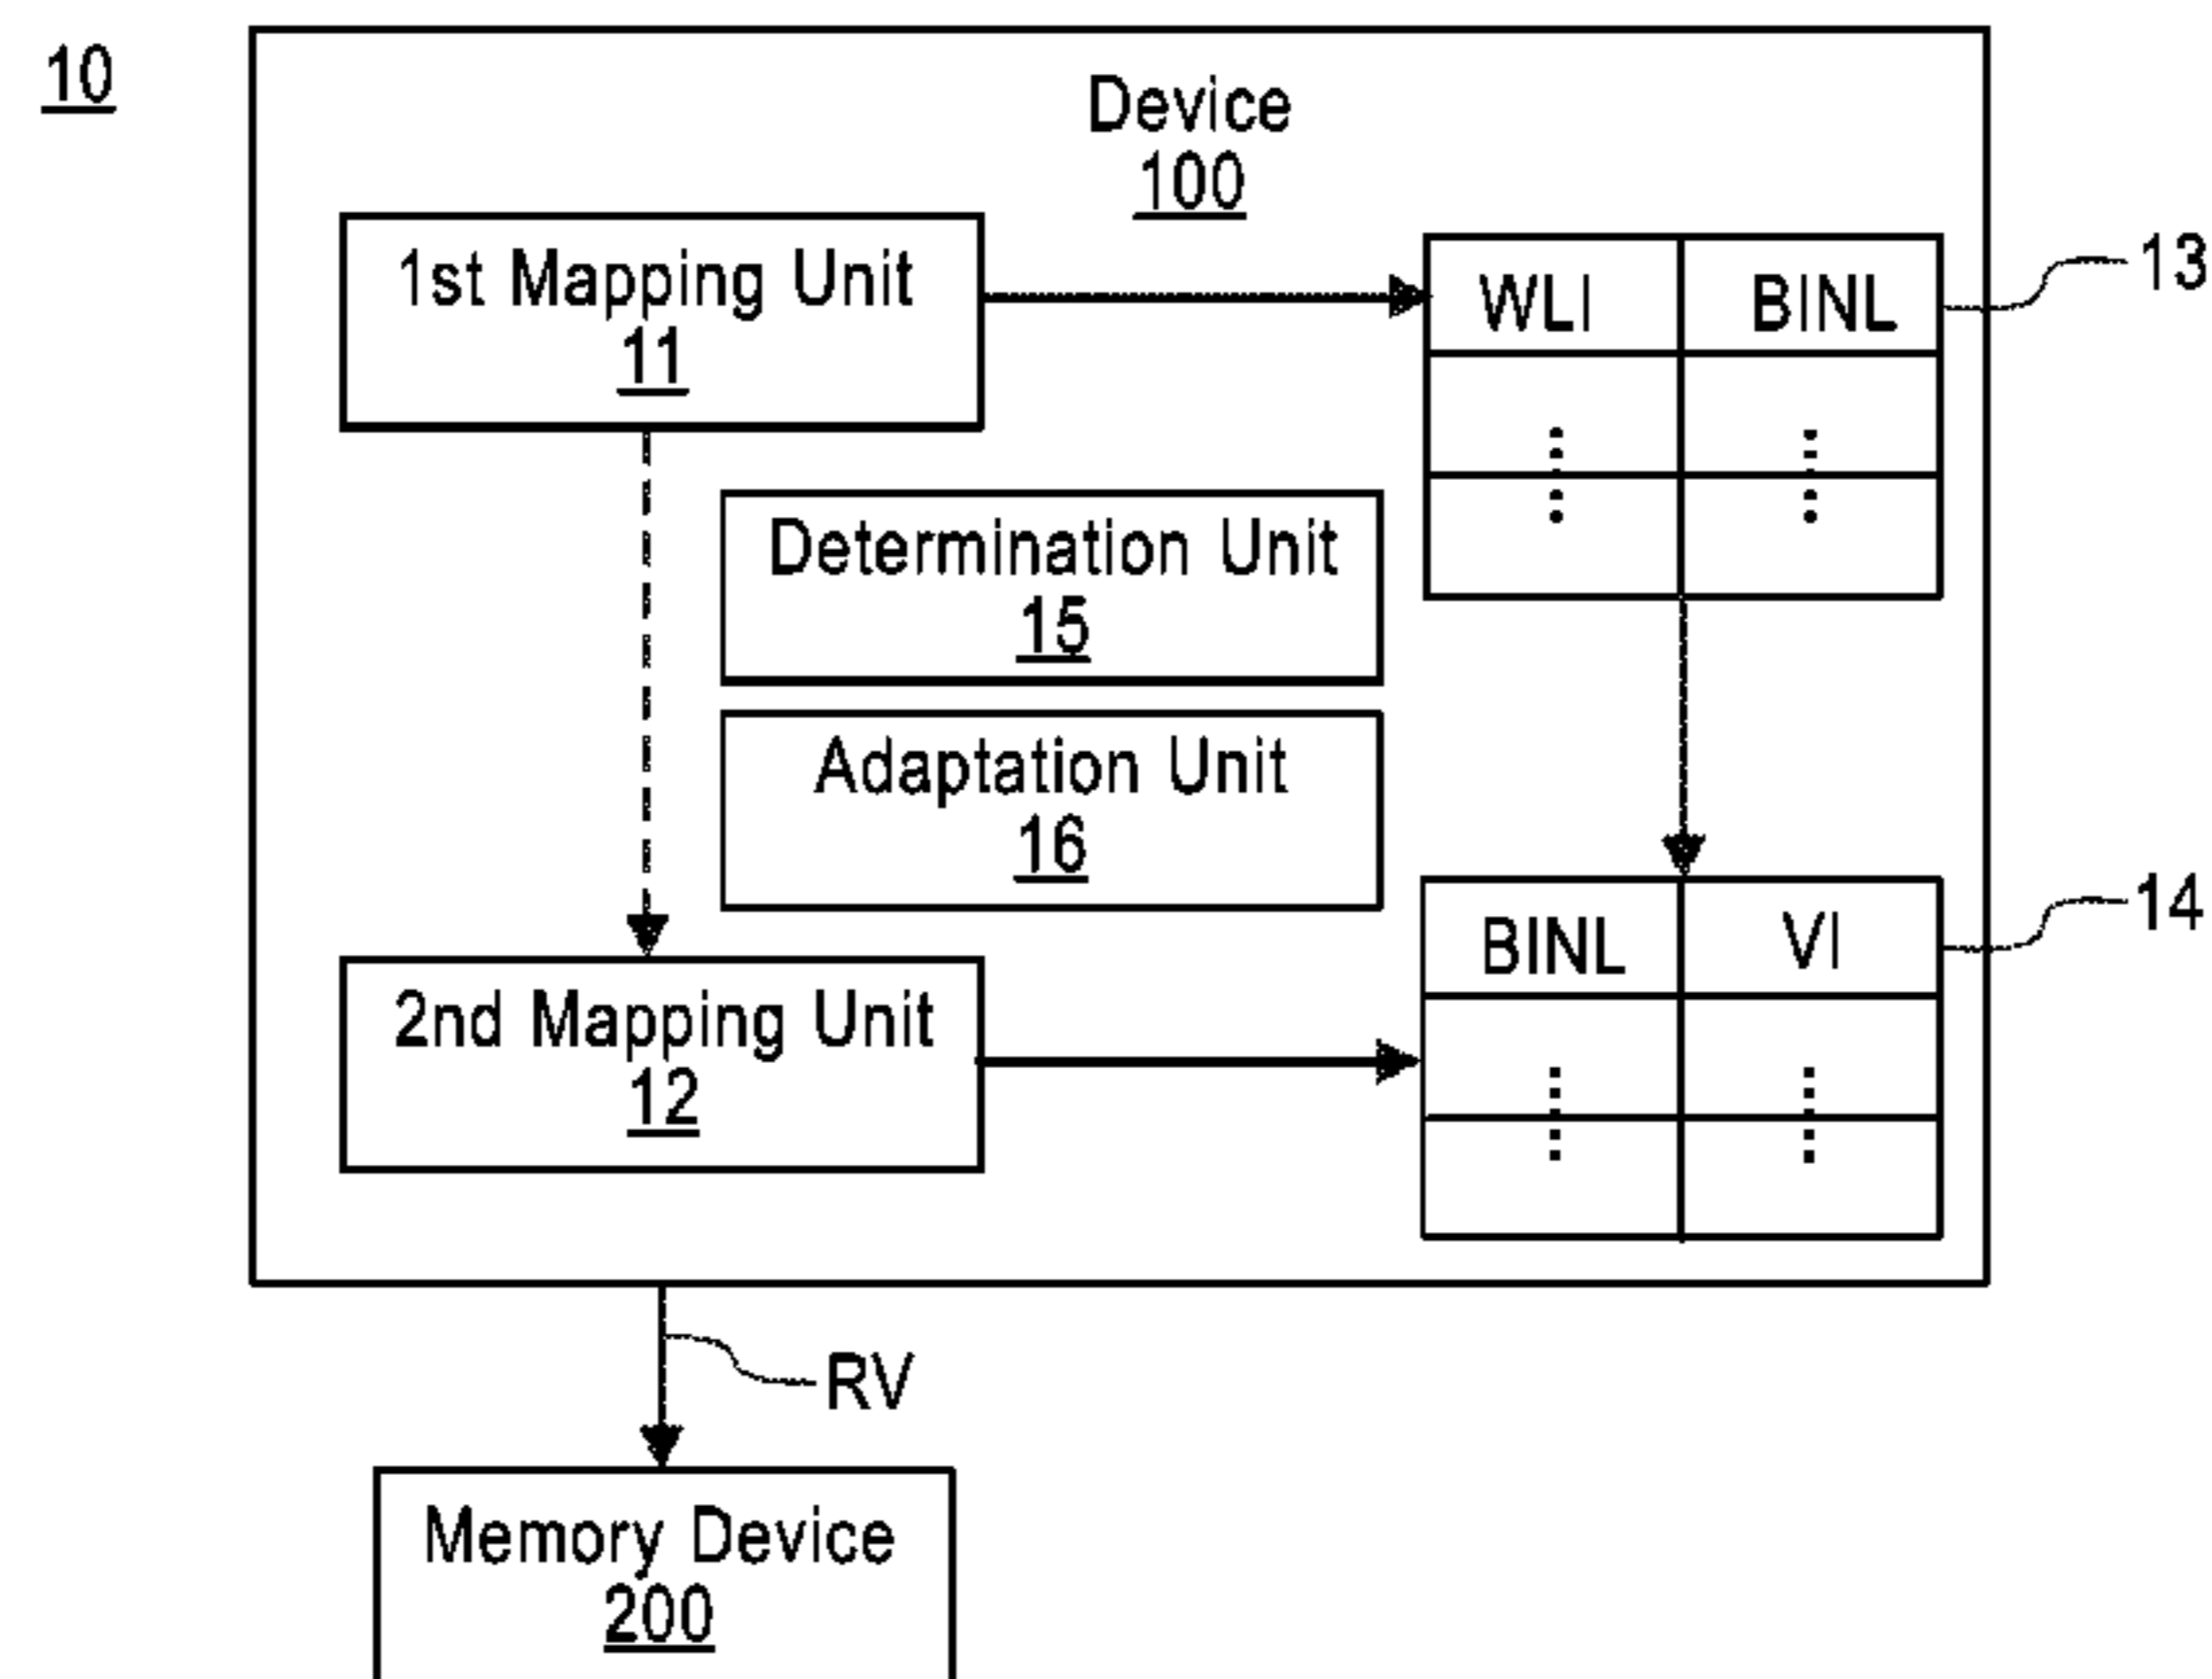 10
Device
100
1st Mapping Unit
11
WLI BINL
13
Determination Unit
15
Adaptation Unit
16
BINL VI
14
2nd Mapping Unit
12
RV
Memory Device
200